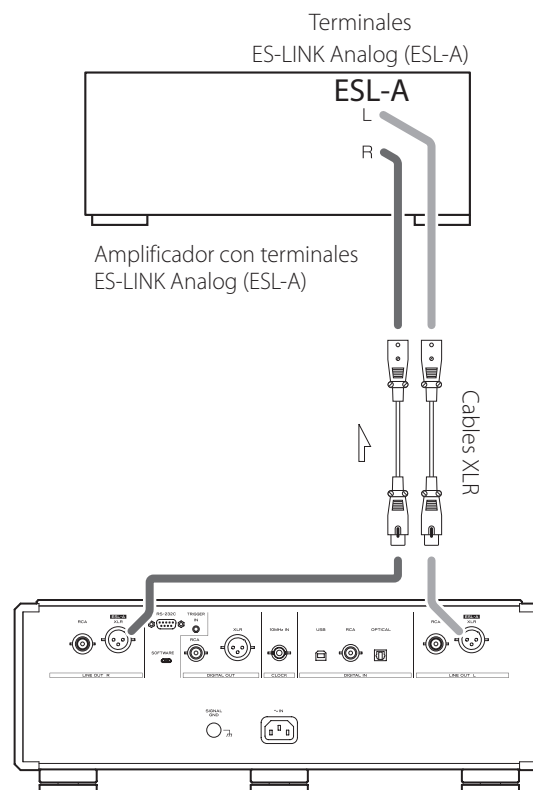 Terminales
ES-LINK Analog (ESL-A)
ESL-A
L
R
Amplificador con terminales
ES-LINK Analog (ESL-A)
Cables XLR
RCA
ESL-A
XLR
RS-232C
TRIGGER
IN
SOFTWARE
RCA
XLR
10MHz IN
USB
RCA
OPTICAL
RCA
ESL-A
XLR
LINE OUT R
DIGITAL OUT
CLOCK
DIGITAL IN
LINE OUT L
SIGNAL
GND
~ IN